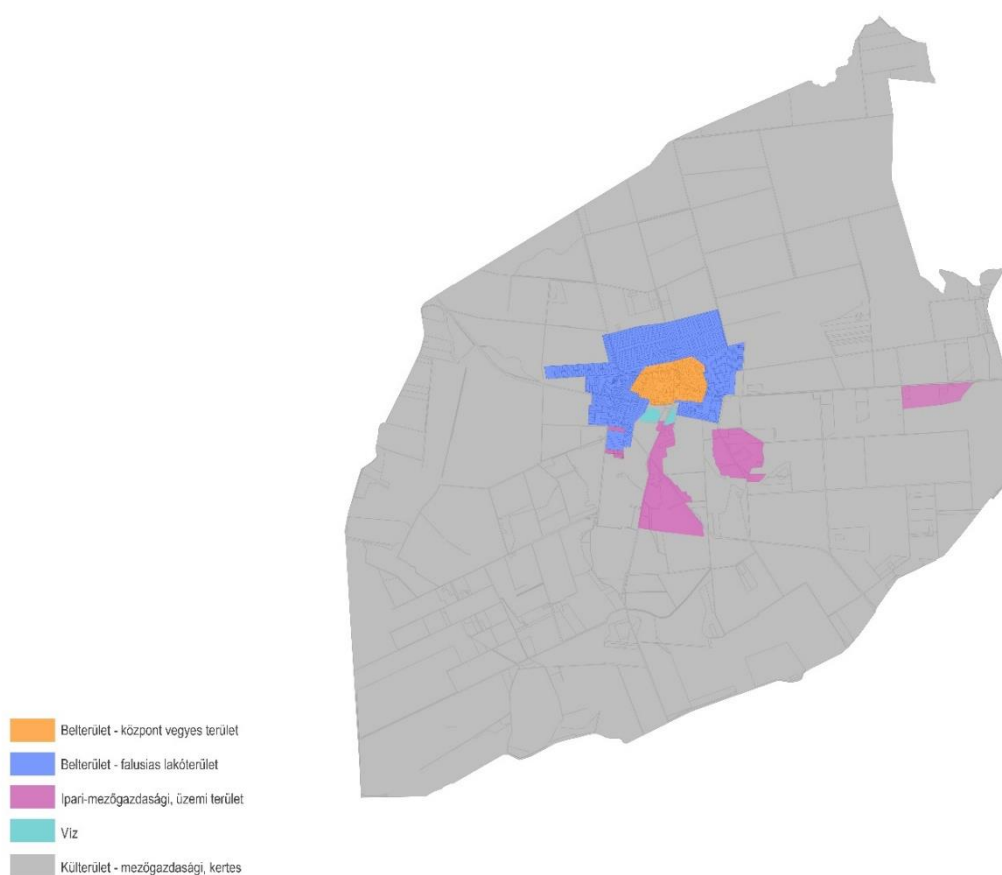 Belterület - központ vegyes terület
Belterület - falusias lakóterület
Ipari-mezőgazdasági, üzemi terület
Víz
Külterület - mezőgazdasági, kertes